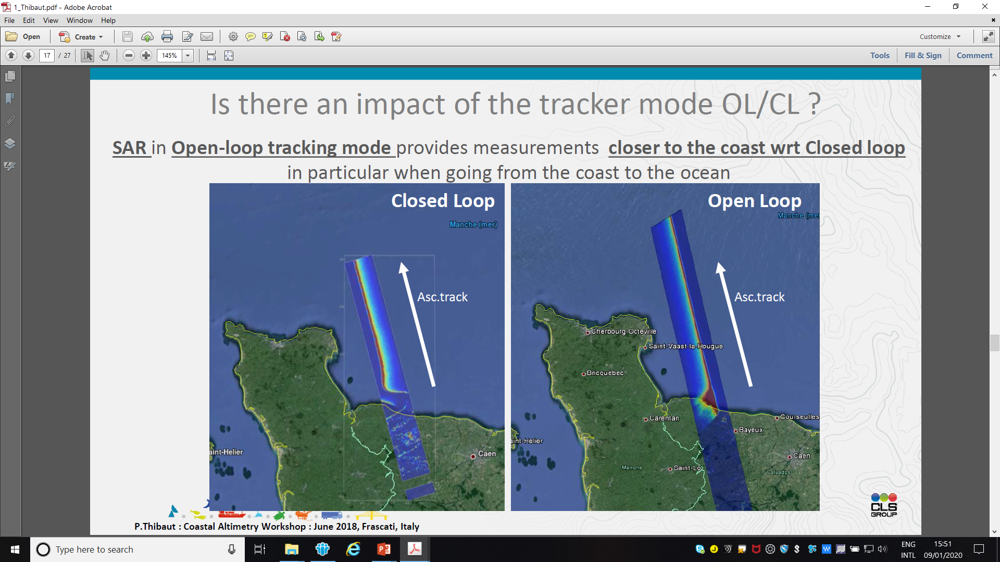 1_Thibaut.pdf - Adobe Acrobat
File Edit View Window Help
Open Create Customize
17 / 27 145% Tools Fill & Sign Comment
Is there an impact of the tracker mode OL/CL ?
SAR in Open-loop tracking mode provides measurements closer to the coast wrt Closed loop
in particular when going from the coast to the ocean
Closed Loop
Manche (mer)
Asc.track
aint-Helier
Caen
Open Loop
Manche (mer
Asc.track
Cherbourg-Octeville
Saint-Vaast-la-Hougue
Bricquebec
Carentan
Courseulles
Bayeux
aint-Helier
Caen
Manche
Saint-Lô
Calvados
CLS
GROUP
P.Thibaut : Coastal Altimetry Workshop : June 2018, Frascati, Italy
Type here to search
ENG
INTL
15:51
09/01/2020